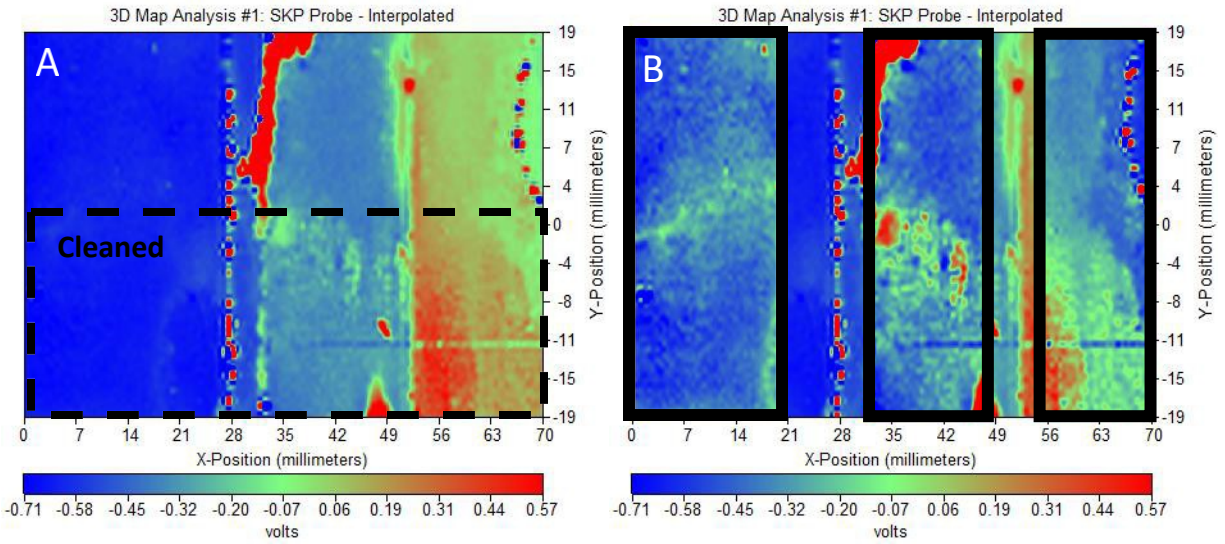 3D Map Analysis #1: SKP Probe - Interpolated
A
Cleaned
19
15
11
7
4
0
-4
-8
-11
-15
-19
Y-Position (millimeters)
0 7 14 21 28 35 42 49 56 63 70
X-Position (millimeters)
-0.71 -0.58 -0.45 -0.32 -0.20 -0.07 0.06 0.19 0.31 0.44 0.57
volts
3D Map Analysis #1: SKP Probe - Interpolated
B
19
15
11
7
4
0
-4
-8
-11
-15
-19
Y-Position (millimeters)
0 7 14 21 28 35 42 49 56 63 70
X-Position (millimeters)
-0.71 -0.58 -0.45 -0.32 -0.20 -0.07 0.06 0.19 0.31 0.44 0.57
volts